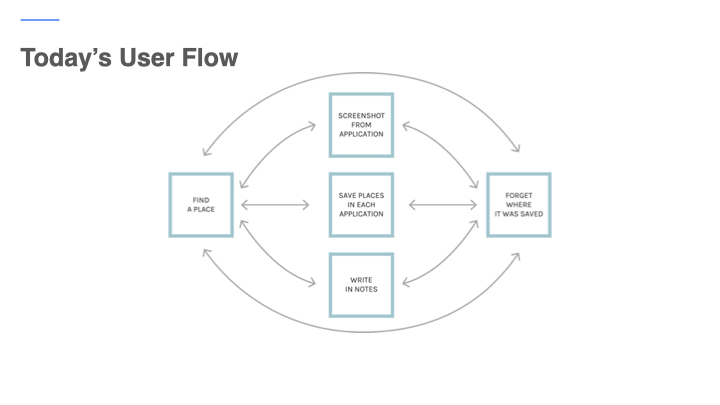 Today’s User Flow
SCREENSHOT
FROM
APPLICATION
FIND
A PLACE
SAVE PLACES
IN EACH
APPLICATION
FORGET
WHERE
IT WAS SAVED
WRITE
IN NOTES